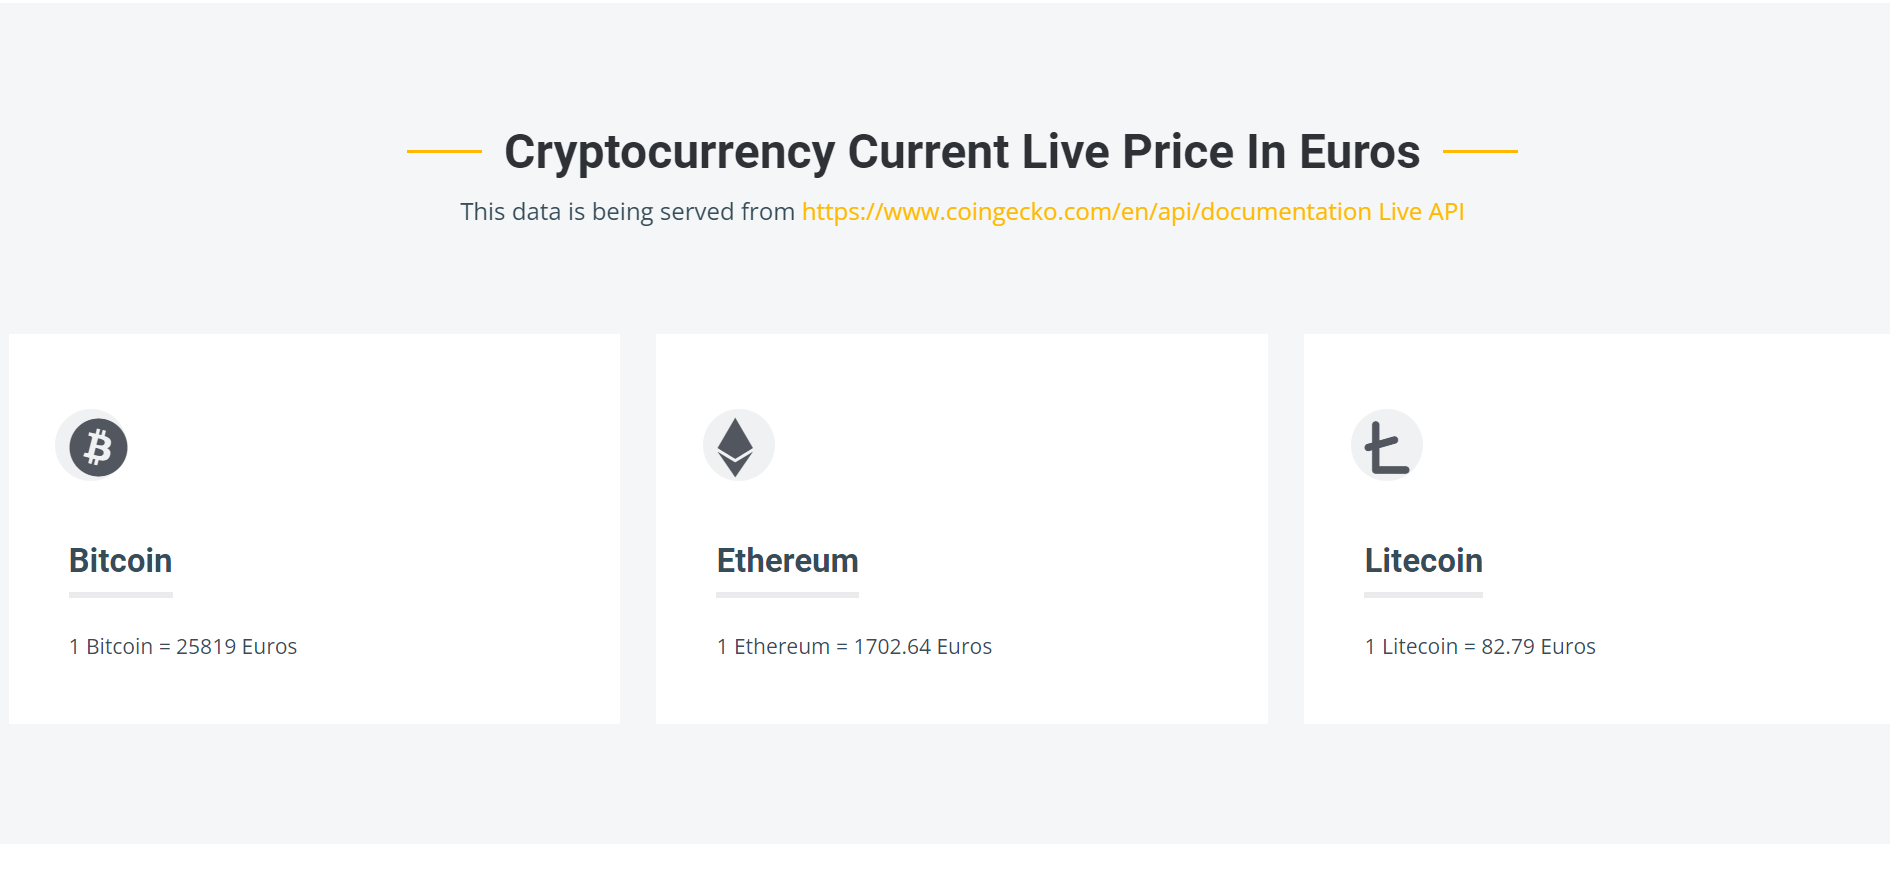 Cryptocurrency Current Live Price In Euros
This data is being served from https://www.coingecko.com/en/api/documentation Live API
Bitcoin
1 Bitcoin = 25819 Euros
Ethereum
1 Ethereum = 1702.64 Euros
Litecoin
1 Litecoin = 82.79 Euros